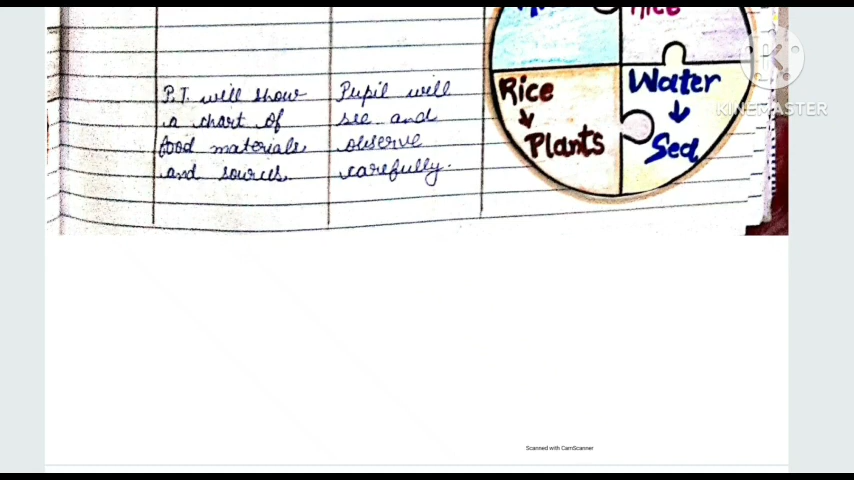 Rice
P.T. will show
a chart of
food materials
and sources.
Pupil will
see and
observe
carefully.
Rice
Plants
Water
Sea
KINEMASTER
Scanned with CamScanner